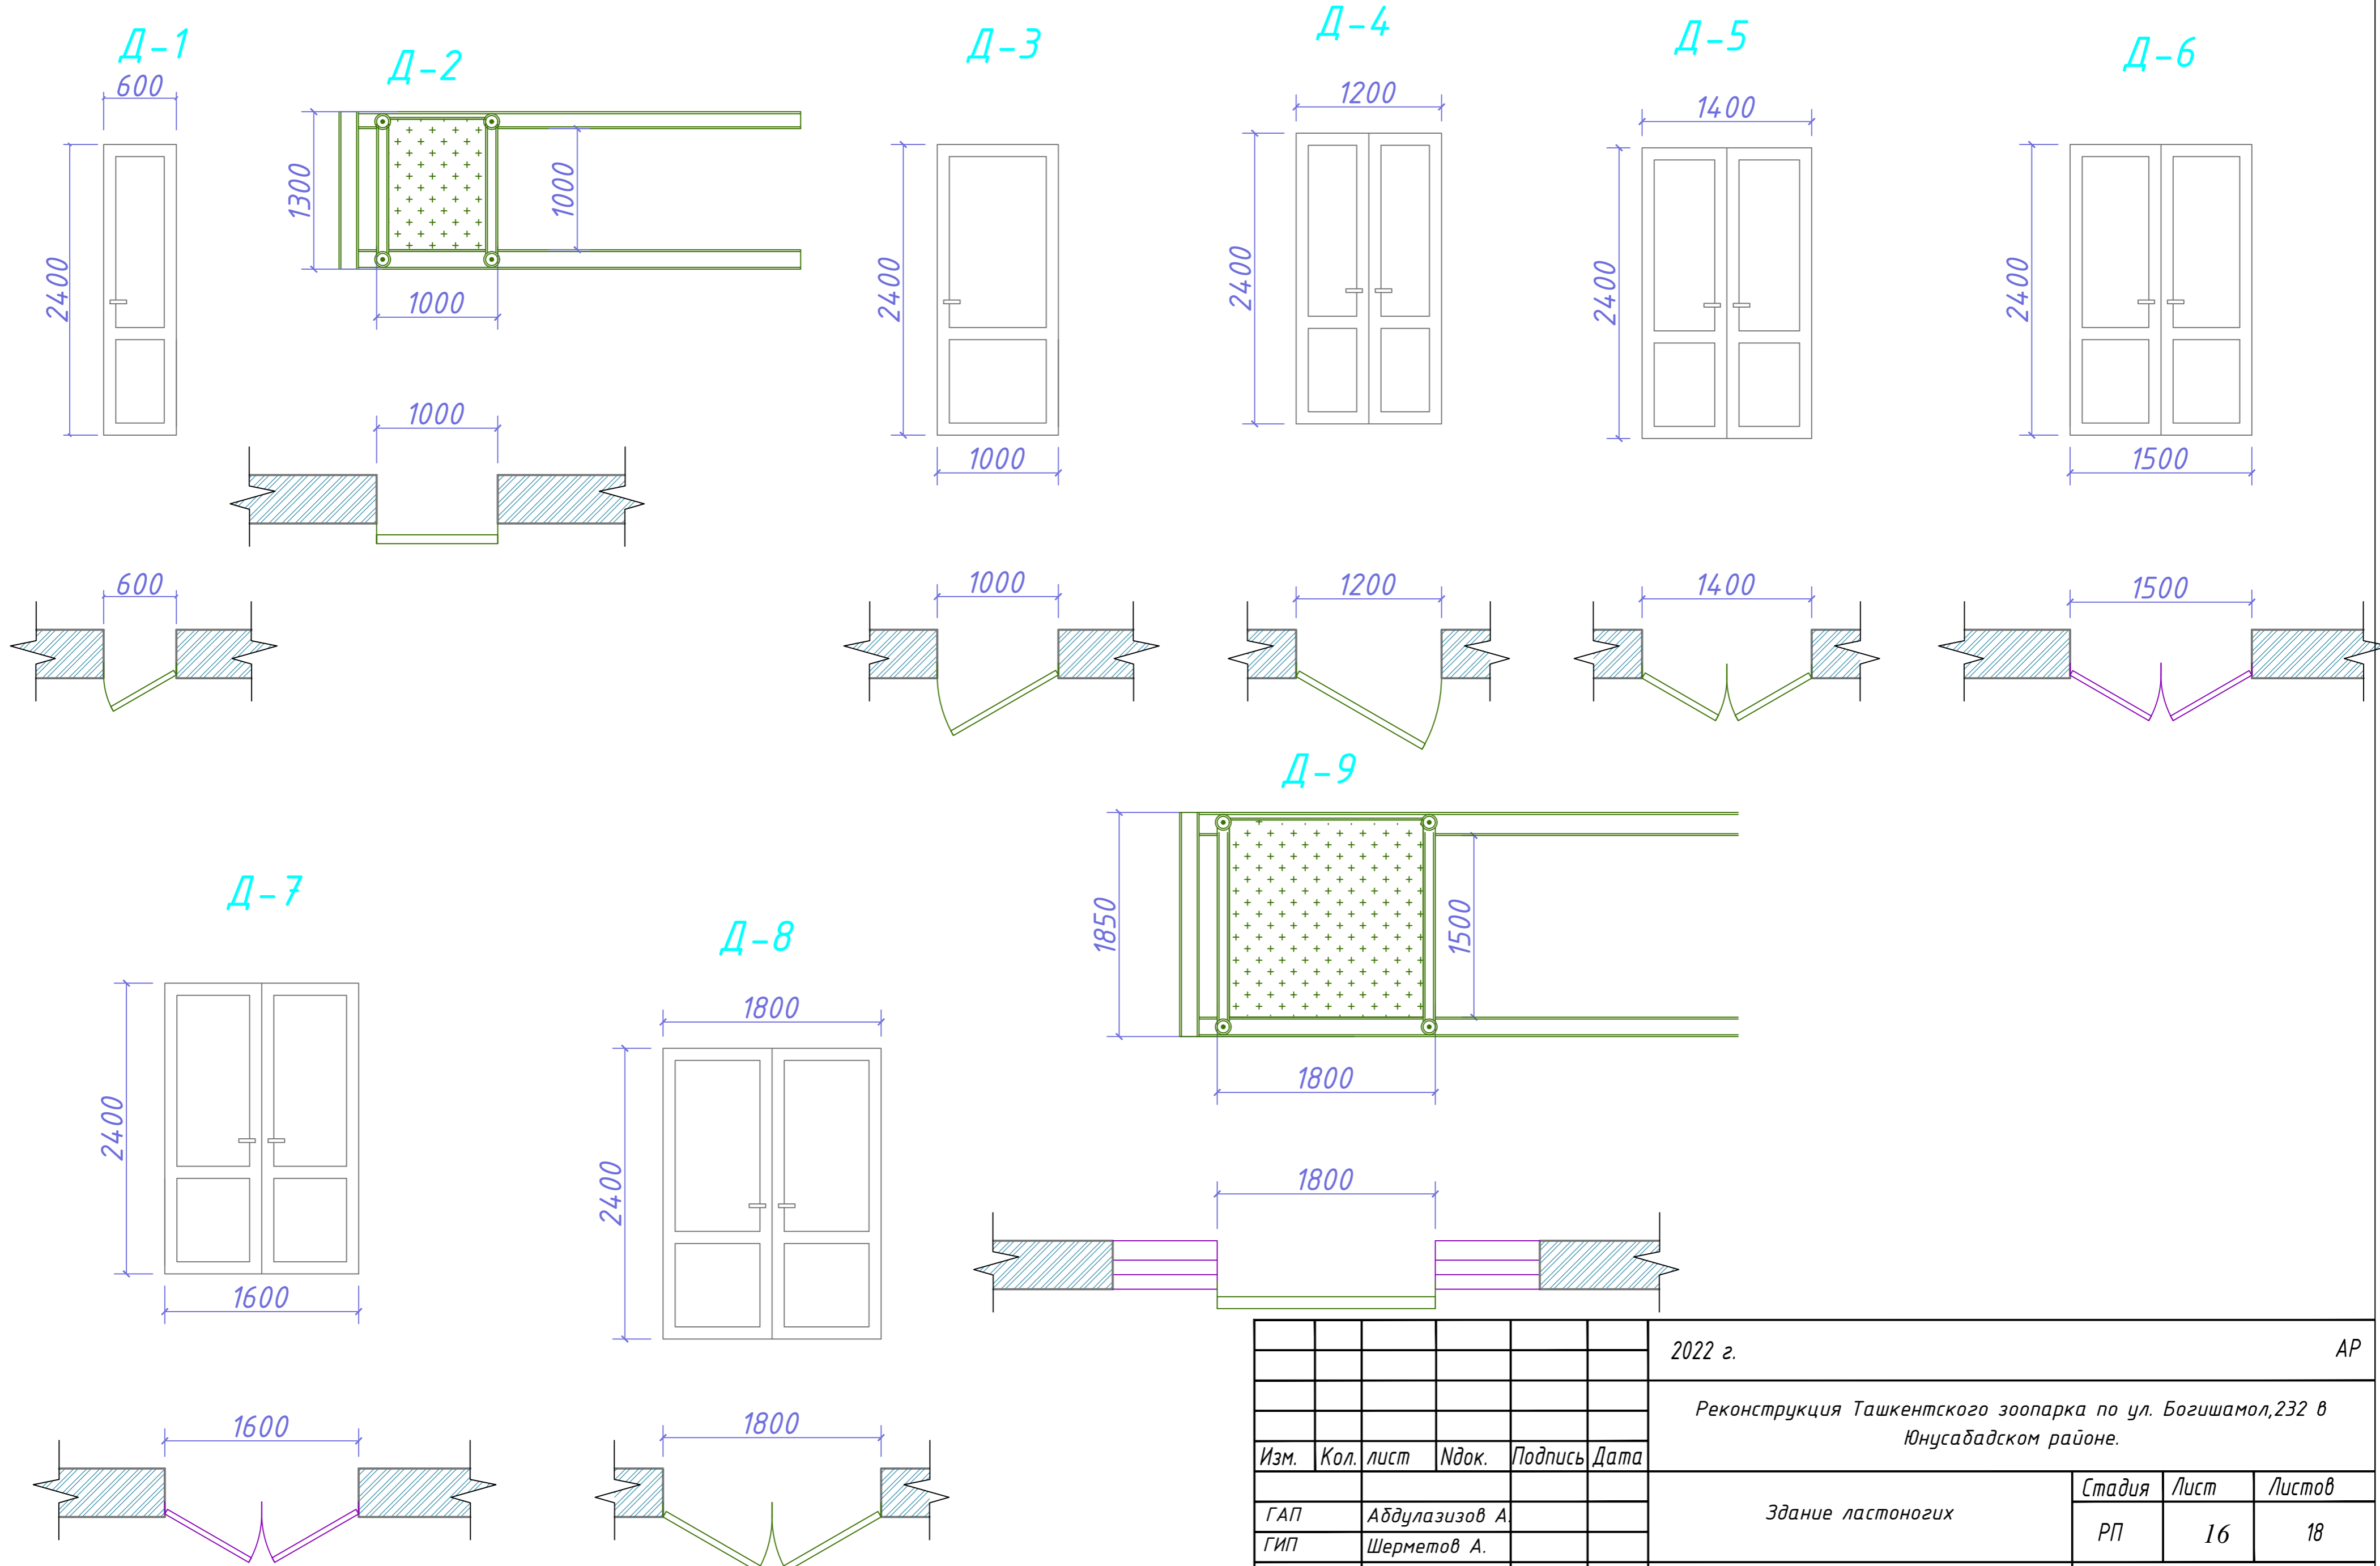 Д-1
600
2400
600
Д-2
1300
1000
1000
1000
Д-3
2400
1000
1000
Д-4
1200
2400
1200
Д-5
1400
2400
1400
Д-6
2400
1500
1500
Д-7
2400
1600
1600
Д-8
1800
2400
1800
Д-9
1850
1500
1800
1800
2022 г. АР
Реконструкция Ташкентского зоопарка по ул. Богишамол,232 в
Юнусабадском районе.
Изм. Кол. лист Nдок. Подпись Дата
Здание ластоногих
Стадия Лист Листов
РП 16 18
ГАП Абдулазизов А.
ГИП Шерметов А.